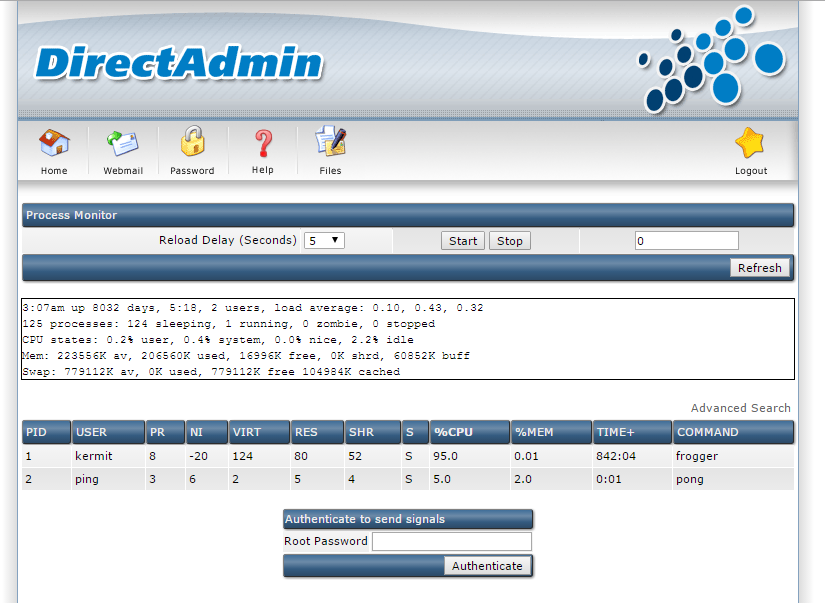 DirectAdmin
Home Webmail Password Help Files Logout
Process Monitor
Reload Delay (Seconds) 5 Start Stop 0
Refresh
3:07am up 8032 days, 5:18, 2 users, load average: 0.10, 0.43, 0.32
125 processes: 124 sleeping, 1 running, 0 zombie, 0 stopped
CPU states: 0.2% user, 0.4% system, 0.0% nice, 2.2% idle
Mem: 223556K av, 206560K used, 16996K free, 0K shrd, 60852K buff
Swap: 779112K av, 0K used, 779112K free 104984K cached
Advanced Search
PID USER PR NI VIRT RES SHR S %CPU %MEM TIME+ COMMAND
1 kermit 8 -20 124 80 52 S 95.0 0.01 842:04 frogger
2 ping 3 6 2 5 4 S 5.0 2.0 0:01 pong
Authenticate to send signals
Root Password
Authenticate